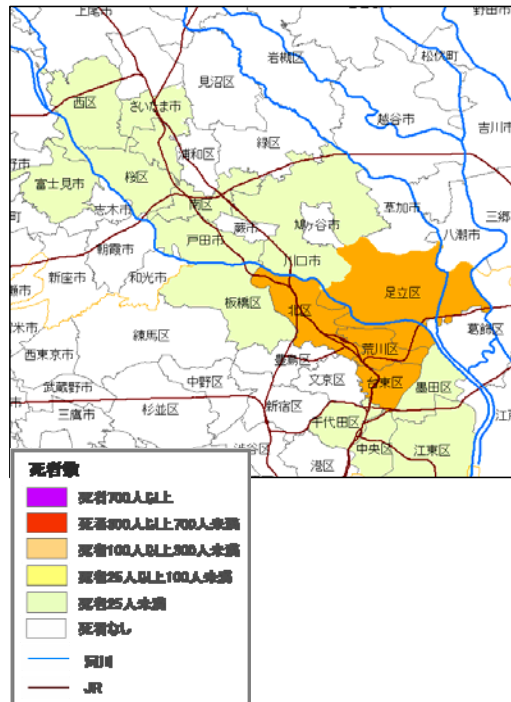 上尾市
野田市
岩槻区
松伏町
見沼区
西区
さいたま市
越谷市
吉川市
緑区
浦和区
桜区
富士見市
南区
志木市
鳩ヶ谷市
草加市
三郷
蕨市
八潮市
戸田市
朝霞市
川口市
新座市
和光市
足立区
板橋区
北区
葛飾区
練馬区
荒川区
西東京市
豊島区
文京区
台東区
墨田区
中野区
武蔵野市
杉並区
新宿区
三鷹市
千代田区
渋谷区
中央区
江東区
港区
死者数
死者700人以上
死者300人以上700人未満
死者100人以上300人未満
死者25人以上100人未満
死者25人未満
死者なし
河川
JR